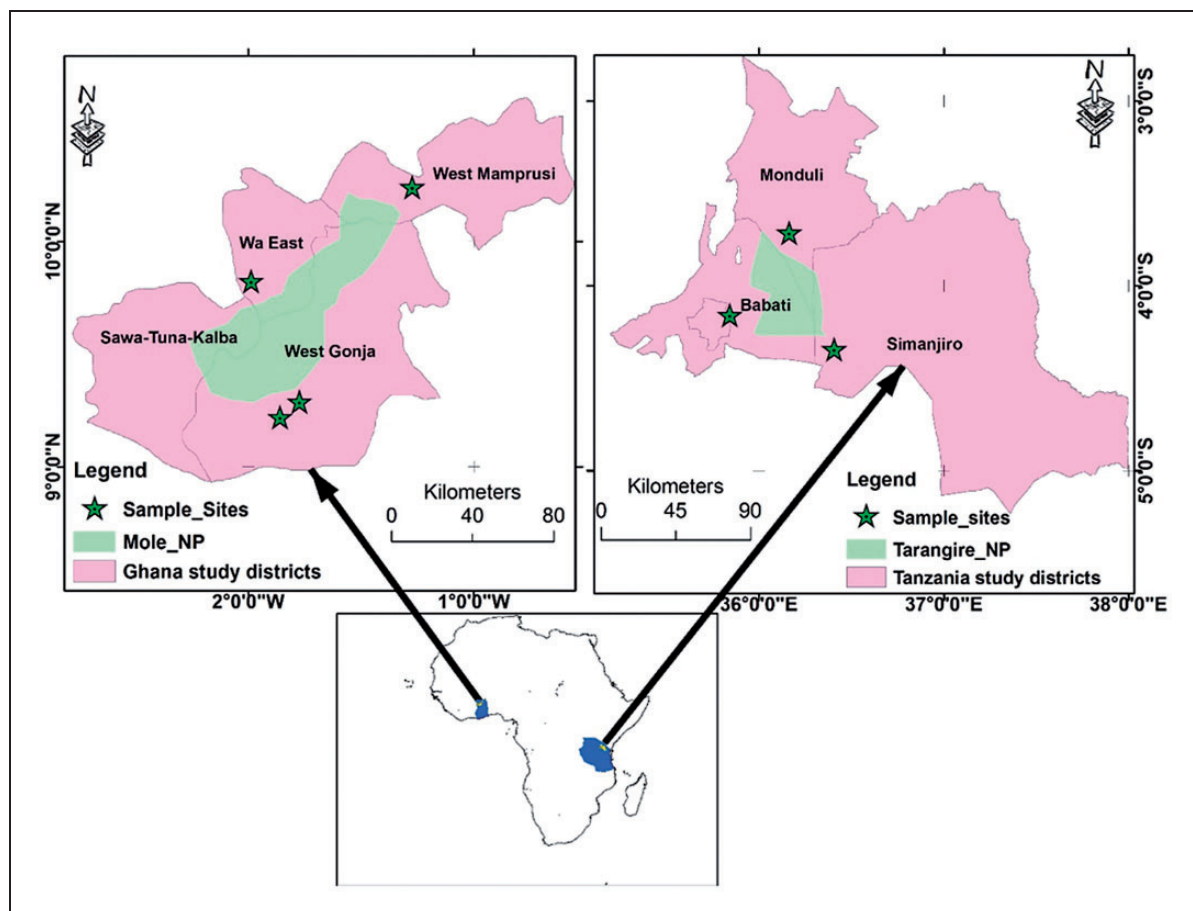 N
West Mamprusi
Wa East
Sawa-Tuna-Kalba
West Gonja
10°0'0"N
9°0'0"N
Legend
Sample_Sites
Mole_NP
Ghana study districts
Kilometers
0 40 80
2°0'0"W 1°0'0"W
N
Monduli
Babati
Simanjiro
3°0'0"S
4°0'0"S
5°0'0"S
Kilometers
0 45 90
Legend
Sample_sites
Tarangire_NP
Tanzania study districts
36°0'0"E 37°0'0"E 38°0'0"E